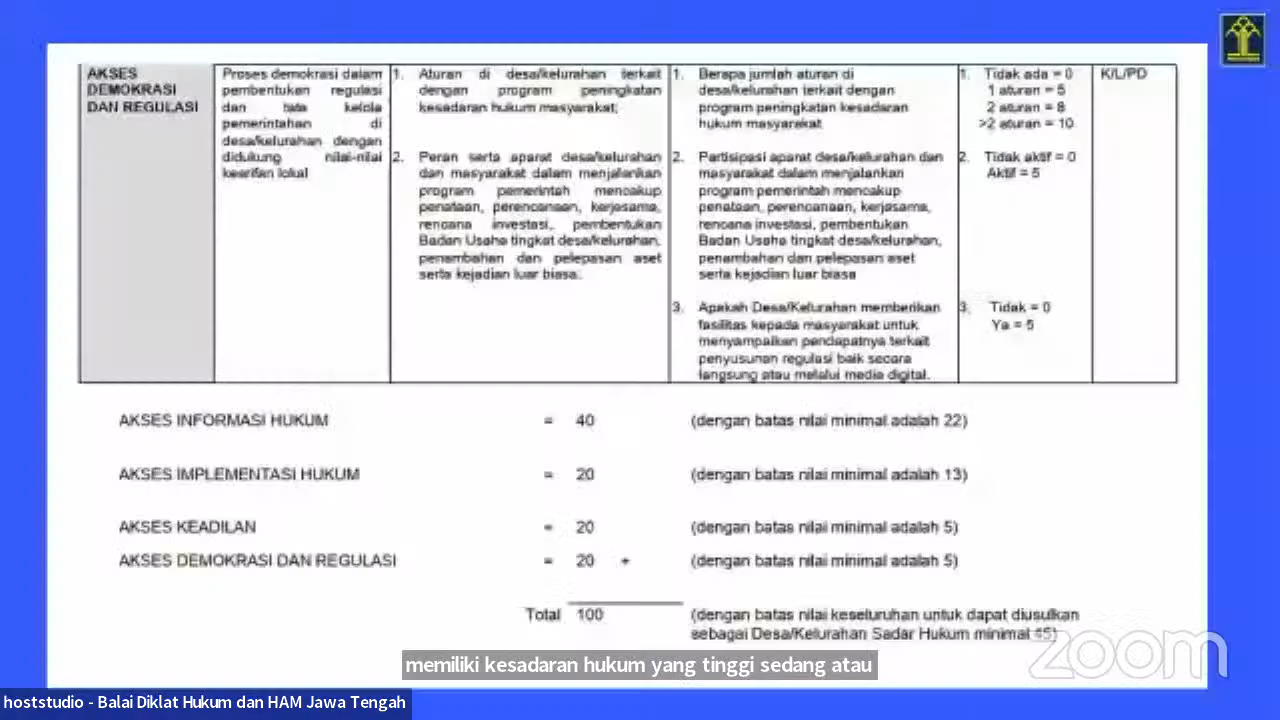 AKSES
DEMOKRASI
DAN REGULASI
Proses demokrasi dalam
pembentukan regulasi
dan tata kelola
pemerintahan di
desa/kelurahan dengan
didukung nilai-nilai
kearifan lokal
1. Aturan di desa/kelurahan terkait
dengan program peningkatan
kesadaran hukum masyarakat;
2. Peran serta aparat desa/kelurahan
dan masyarakat dalam menjalankan
program pemerintah mencakup
penataan, perencanaan, kerjasama,
rencana investasi, pembentukan
Badan Usaha tingkat desa/kelurahan,
penambahan dan pelepasan aset
serta kejadian luar biasa.
1. Berapa jumlah aturan di
desa/kelurahan terkait dengan
program peningkatan kesadaran
hukum masyarakat
2. Partisipasi aparat desa/kelurahan dan
masyarakat dalam menjalankan
program pemerintah mencakup
penataan, perencanaan, kerjasama,
rencana investasi, pembentukan
Badan Usaha tingkat desa/kelurahan,
penambahan dan pelepasan aset
serta kejadian luar biasa
3. Apakah Desa/Kelurahan memberikan
fasilitas kepada masyarakat untuk
menyampaikan pendapatnya terkait
penyusunan regulasi baik secara
langsung atau melalui media digital.
1. Tidak ada = 0
1 aturan = 5
2 aturan = 8
>2 aturan = 10
2. Tidak aktif = 0
Aktif = 5
3. Tidak = 0
Ya = 5
K/L/PD
AKSES INFORMASI HUKUM = 40 (dengan batas nilai minimal adalah 22)
AKSES IMPLEMENTASI HUKUM = 20 (dengan batas nilai minimal adalah 13)
AKSES KEADILAN = 20 (dengan batas nilai minimal adalah 5)
AKSES DEMOKRASI DAN REGULASI = 20 + (dengan batas nilai minimal adalah 5)
Total 100 (dengan batas nilai keseluruhan untuk dapat diusulkan
sebagai Desa/Kelurahan Sadar Hukum minimal 45)
zoom
memiliki kesadaran hukum yang tinggi sedang atau
hoststudio - Balai Diklat Hukum dan HAM Jawa Tengah